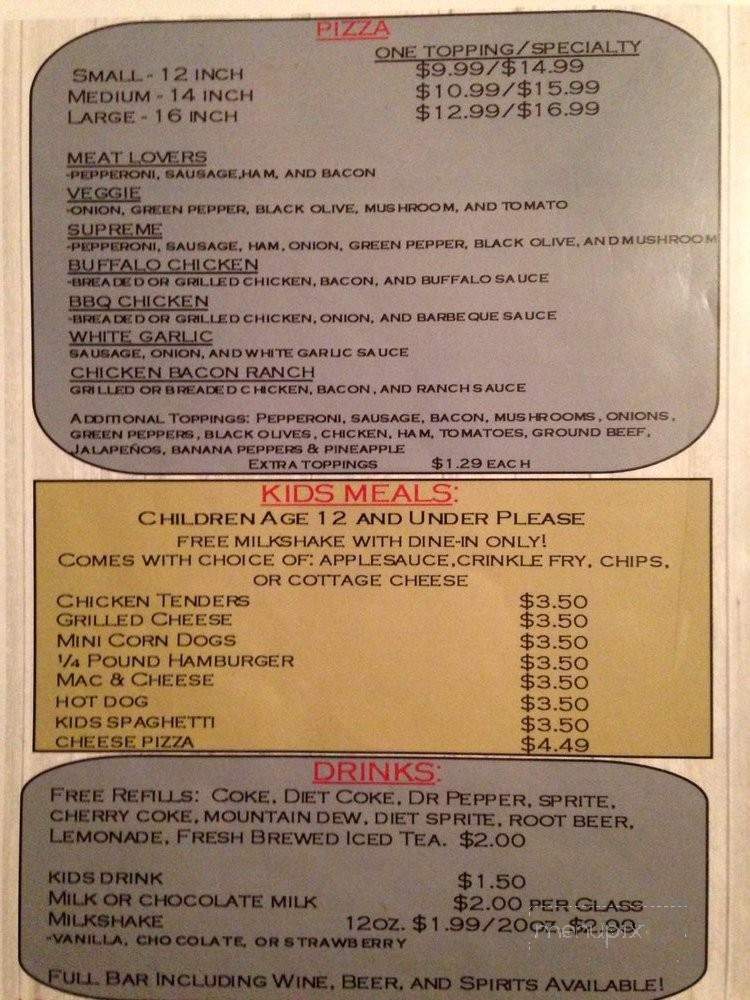 PIZZA
ONE TOPPING/SPECIALTY
SMALL - 12 INCH $9.99/$14.99
MEDIUM - 14 INCH $10.99/$15.99
LARGE - 16 INCH $12.99/$16.99
MEAT LOVERS
-PEPPERONI, SAUSAGE,HAM, AND BACON
VEGGIE
-ONION, GREEN PEPPER, BLACK OLIVE, MUSHROOM, AND TOMATO
SUPREME
-PEPPERONI, SAUSAGE, HAM, ONION, GREEN PEPPER, BLACK OLIVE, AND MUSHROOM
BUFFALO CHICKEN
-BREADED OR GRILLED CHICKEN, BACON, AND BUFFALO SAUCE
BBQ CHICKEN
-BREADED OR GRILLED CHICKEN, ONION, AND BARBEQUE SAUCE
WHITE GARLIC
SAUSAGE, ONION, AND WHITE GARLIC SAUCE
CHICKEN BACON RANCH
GRILLED OR BREADED CHICKEN, BACON, AND RANCH SAUCE
ADDITIONAL TOPPINGS: PEPPERONI, SAUSAGE, BACON, MUSHROOMS, ONIONS,
GREEN PEPPERS, BLACK OLIVES, CHICKEN, HAM, TOMATOES, GROUND BEEF,
JALAPEÑOS, BANANA PEPPERS & PINEAPPLE
EXTRA TOPPINGS $1.29 EACH
KIDS MEALS:
CHILDREN AGE 12 AND UNDER PLEASE
FREE MILKSHAKE WITH DINE-IN ONLY!
COMES WITH CHOICE OF: APPLESAUCE,CRINKLE FRY, CHIPS,
OR COTTAGE CHEESE
CHICKEN TENDERS $3.50
GRILLED CHEESE $3.50
MINI CORN DOGS $3.50
¼ POUND HAMBURGER $3.50
MAC & CHEESE $3.50
HOT DOG $3.50
KIDS SPAGHETTI $3.50
CHEESE PIZZA $4.49
DRINKS:
FREE REFILLS: COKE, DIET COKE, DR PEPPER, SPRITE,
CHERRY COKE, MOUNTAIN DEW, DIET SPRITE, ROOT BEER,
LEMONADE, FRESH BREWED ICED TEA. $2.00
KIDS DRINK $1.50
MILK OR CHOCOLATE MILK $2.00 PER GLASS
MILKSHAKE 12OZ. $1.99/20OZ. $2.99
-VANILLA, CHOCOLATE, OR STRAWBERRY
menupix
FULL BAR INCLUDING WINE, BEER, AND SPIRITS AVAILABLE!